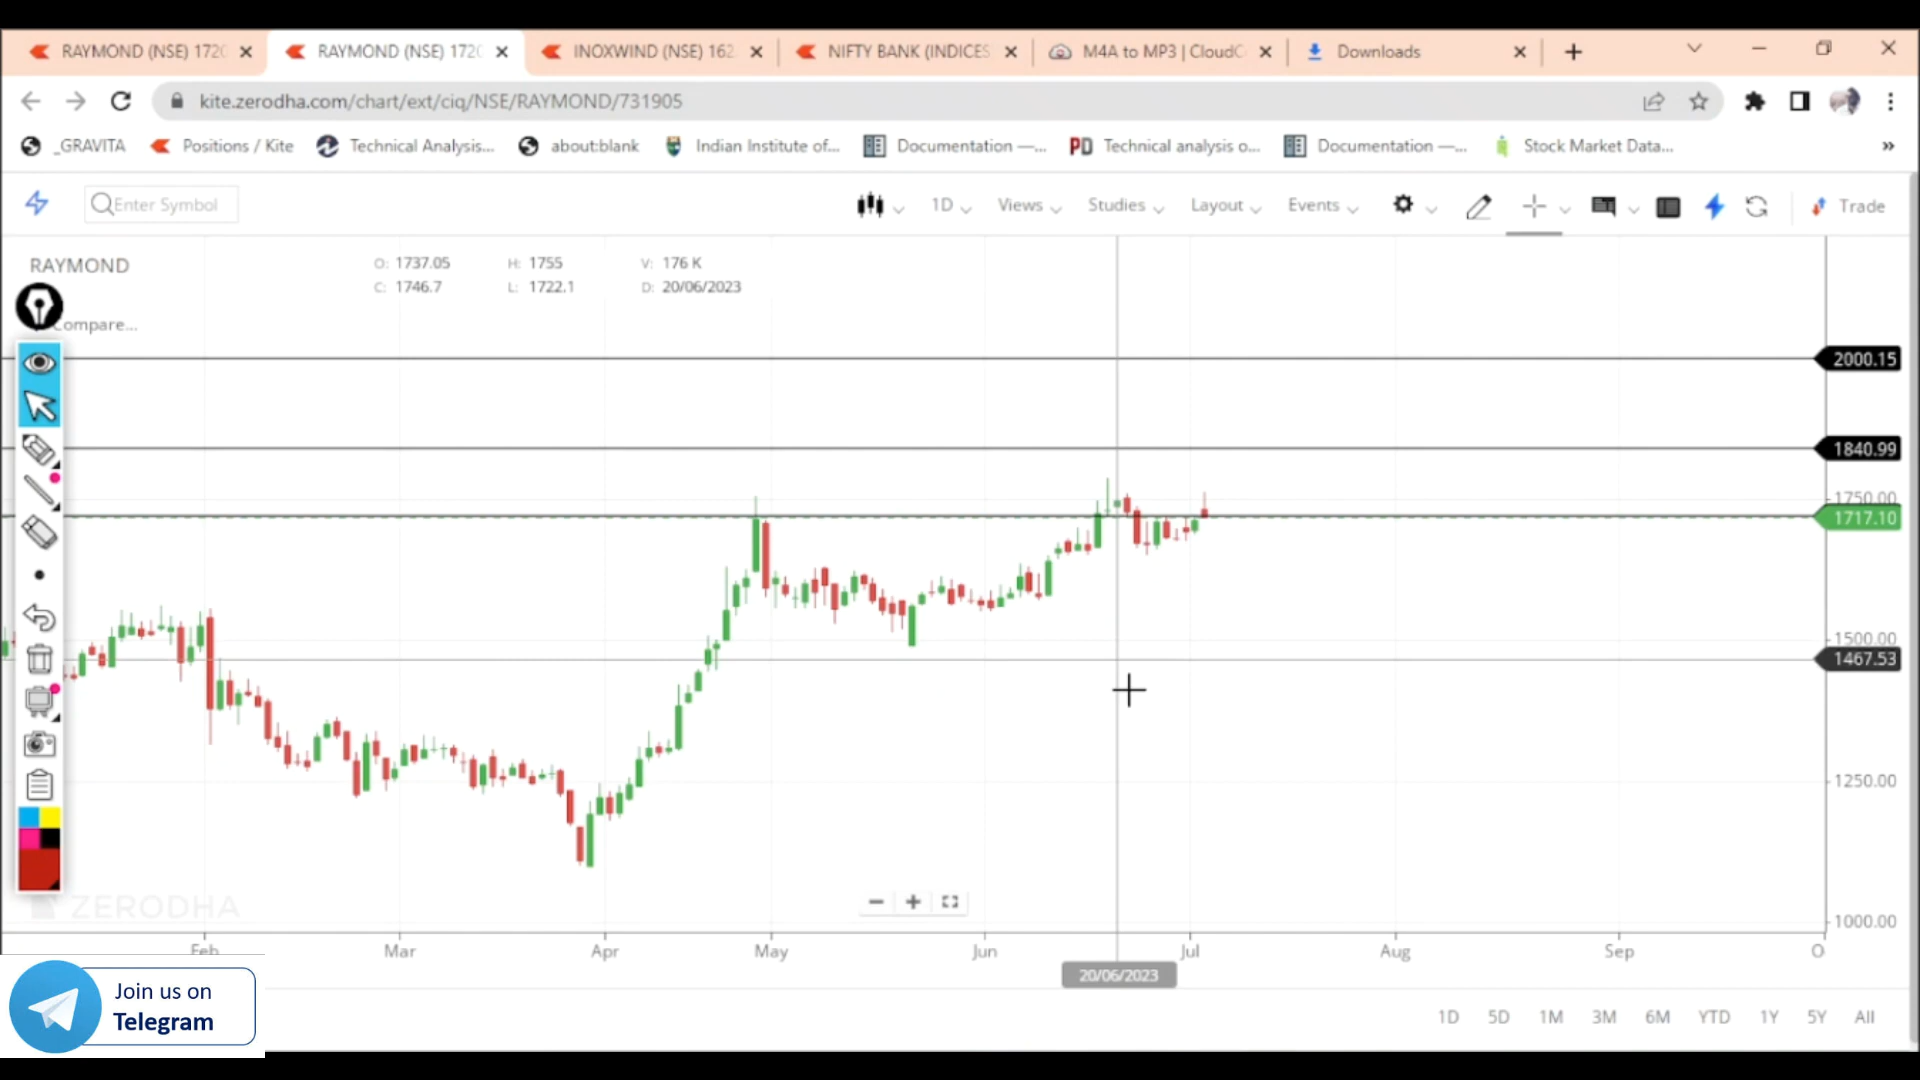 RAYMOND (NSE) 1720
RAYMOND (NSE) 1720
INOXWIND (NSE) 162
NIFTY BANK (INDICES
M4A to MP3 | CloudC
Downloads
kite.zerodha.com/chart/ext/ciq/NSE/RAYMOND/731905
_GRAVITA
Positions / Kite
Technical Analysis...
about:blank
Indian Institute of...
Documentation —...
PD
Technical analysis o...
Documentation —...
Stock Market Data...
»
Enter Symbol
1D
Views
Studies
Layout
Events
Trade
RAYMOND
O: 1737.05 H: 1755 V: 176 K
C: 1746.7 L: 1722.1 D: 20/06/2023
Compare...
2000.15
1840.99
1750.00
1717.10
1500.00
1467.53
1250.00
1000.00
ZERODHA
Feb Mar Apr May Jun Jul Aug Sep O
20/06/2023
Join us on
Telegram
1D 5D 1M 3M 6M YTD 1Y 5Y All